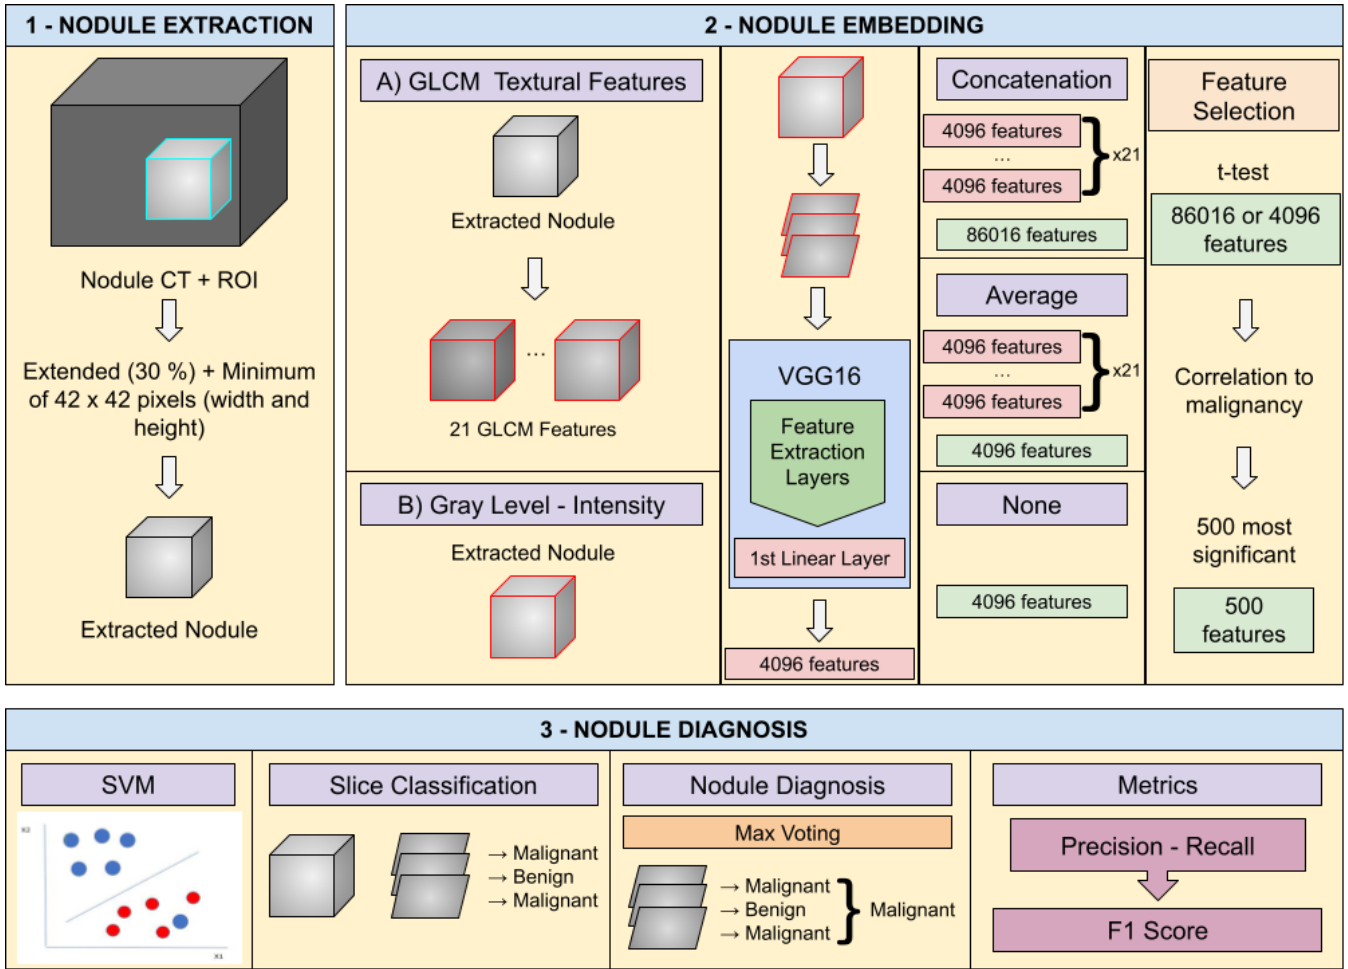 1 - NODULE EXTRACTION
Nodule CT + ROI
Extended (30 %) + Minimum
of 42 x 42 pixels (width and
height)
Extracted Nodule
2 - NODULE EMBEDDING
A) GLCM Textural Features
Extracted Nodule
...
21 GLCM Features
B) Gray Level - Intensity
Extracted Nodule
VGG16
Feature
Extraction
Layers
1st Linear Layer
4096 features
Concatenation
4096 features
...
4096 features
x21
86016 features
Average
4096 features
...
4096 features
x21
4096 features
None
4096 features
Feature
Selection
t-test
86016 or 4096
features
Correlation to
malignancy
500 most
significant
500
features
3 - NODULE DIAGNOSIS
SVM
X2
X1
Slice Classification
→ Malignant
→ Benign
→ Malignant
Nodule Diagnosis
Max Voting
→ Malignant
→ Benign
→ Malignant
Malignant
Metrics
Precision - Recall
F1 Score